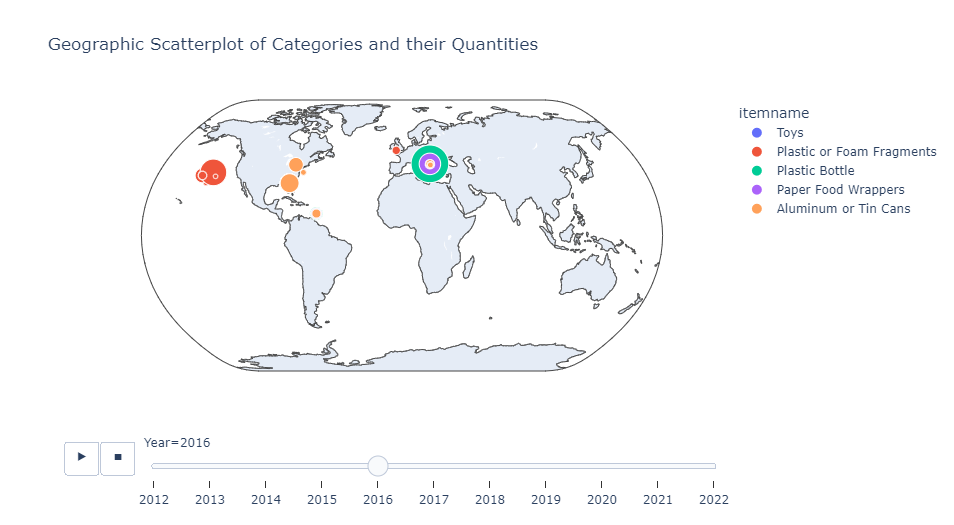 Geographic Scatterplot of Categories and their Quantities
itemname
Toys
Plastic or Foam Fragments
Plastic Bottle
Paper Food Wrappers
Aluminum or Tin Cans
Year=2016
2012 2013 2014 2015 2016 2017 2018 2019 2020 2021 2022